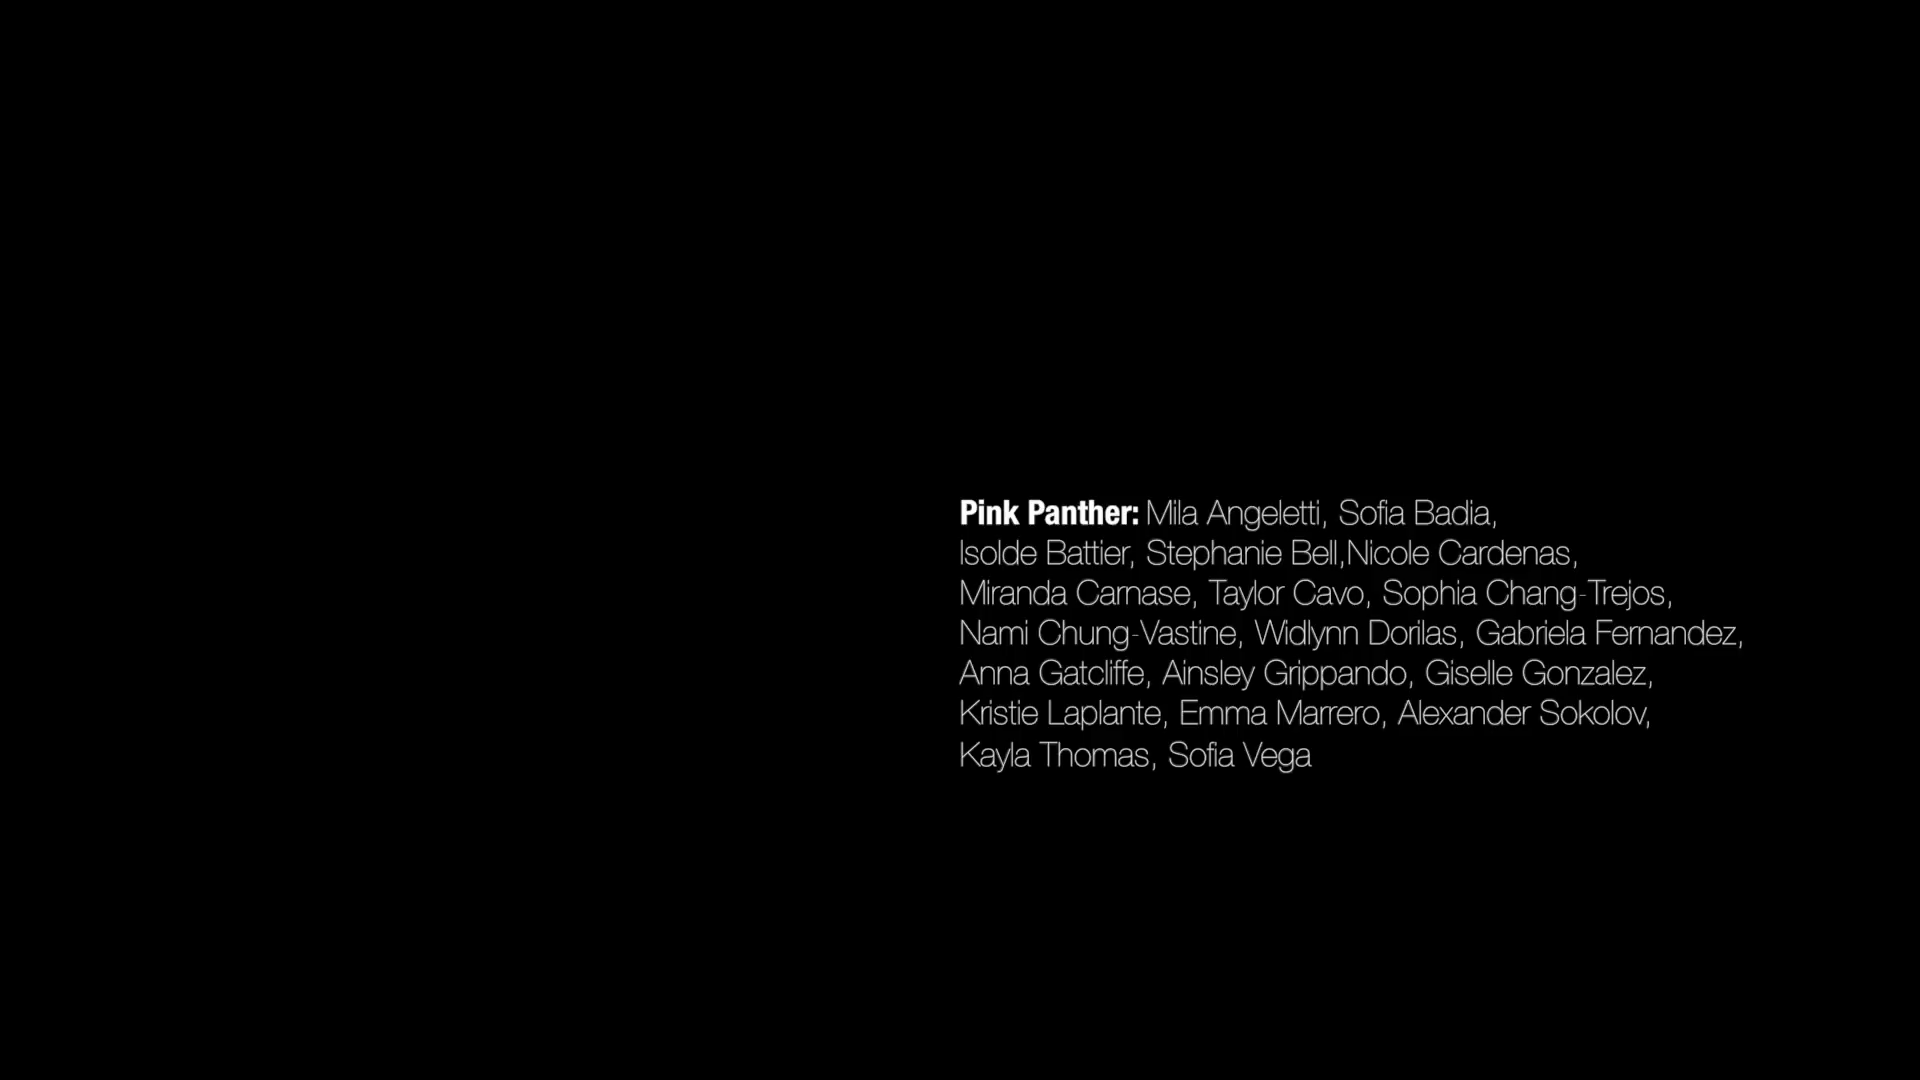 Pink Panther: Mila Angeletti, Sofia Badia,
Isolde Battier, Stephanie Bell,Nicole Cardenas,
Miranda Carnase, Taylor Cavo, Sophia Chang-Trejos,
Nami Chung-Vastine, Widlynn Dorilas, Gabriela Fernandez,
Anna Gatcliffe, Ainsley Grippando, Giselle Gonzalez,
Kristie Laplante, Emma Marrero, Alexander Sokolov,
Kayla Thomas, Sofia Vega